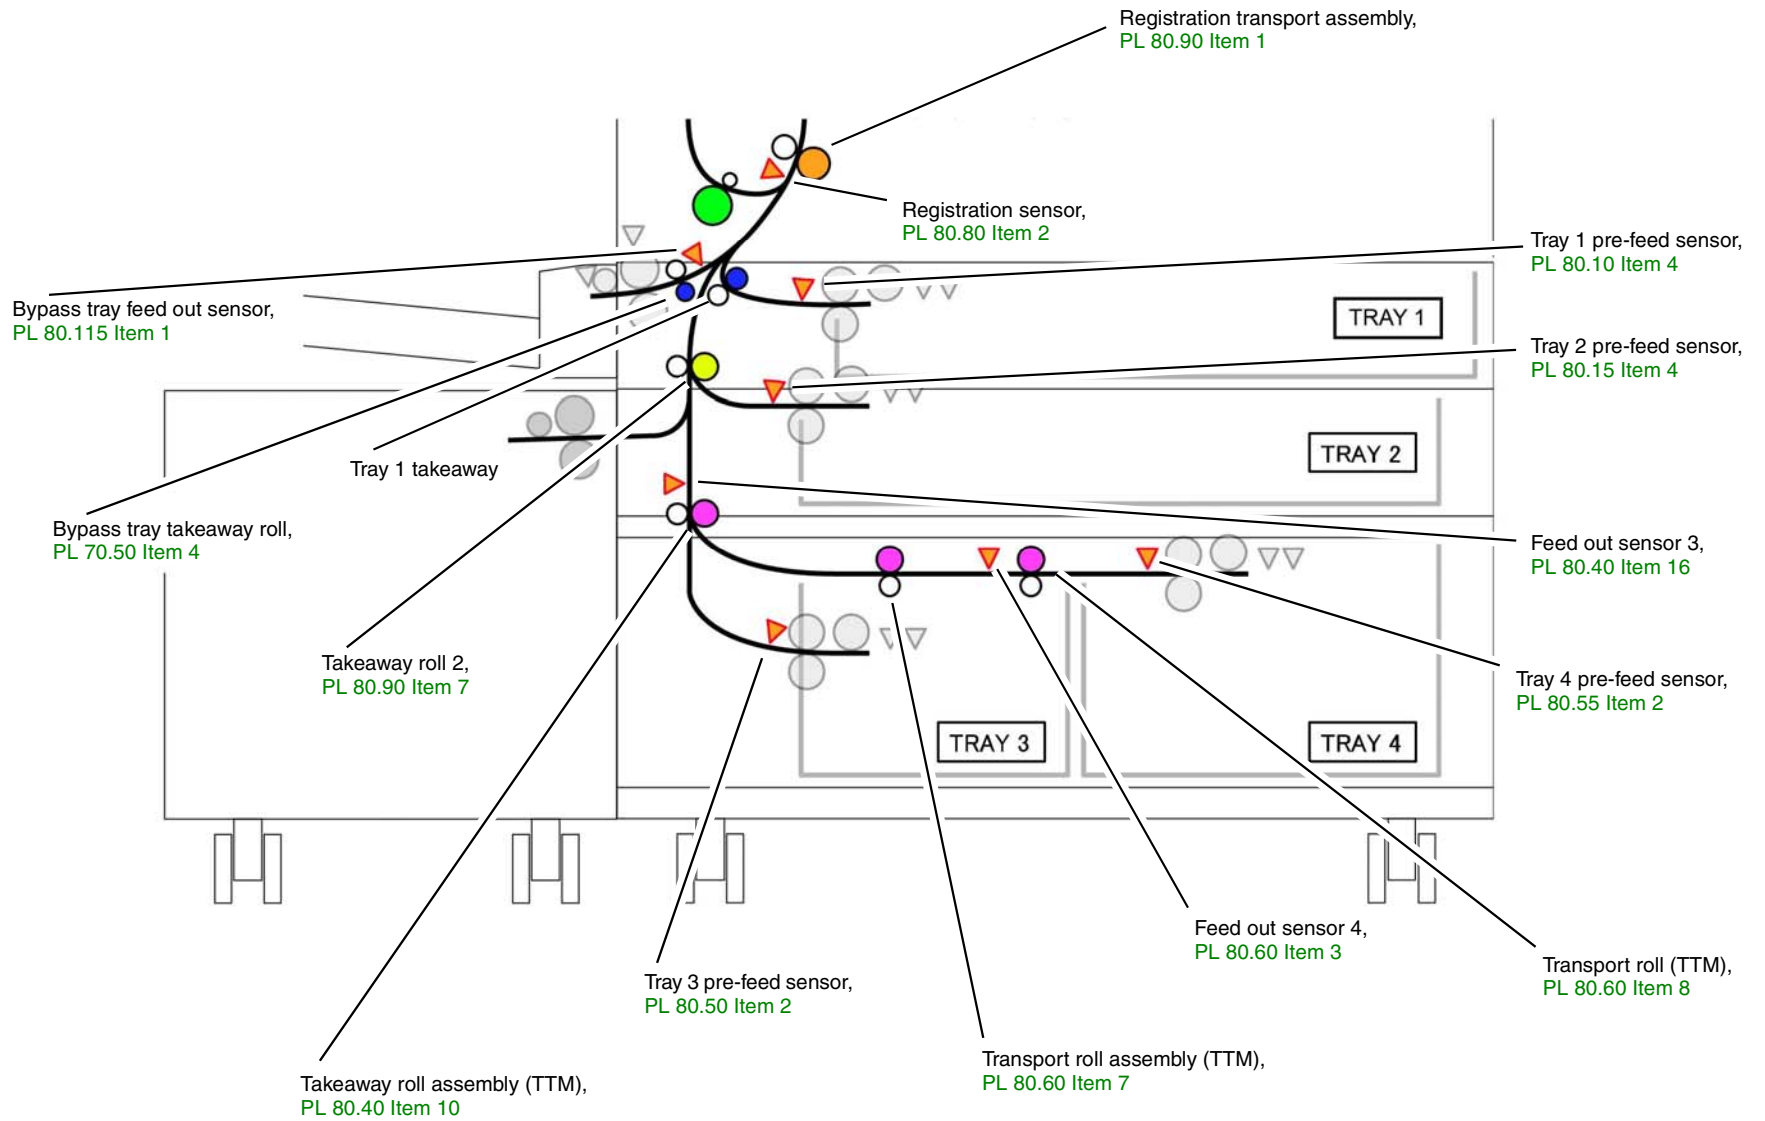 Registration transport assembly,
PL 80.90 Item 1
Registration sensor,
PL 80.80 Item 2
Tray 1 pre-feed sensor,
PL 80.10 Item 4
Bypass tray feed out sensor,
PL 80.115 Item 1
TRAY 1
Tray 2 pre-feed sensor,
PL 80.15 Item 4
Tray 1 takeaway
TRAY 2
Bypass tray takeaway roll,
PL 70.50 Item 4
Feed out sensor 3,
PL 80.40 Item 16
Takeaway roll 2,
PL 80.90 Item 7
Tray 4 pre-feed sensor,
PL 80.55 Item 2
TRAY 3
TRAY 4
Feed out sensor 4,
PL 80.60 Item 3
Transport roll (TTM),
PL 80.60 Item 8
Tray 3 pre-feed sensor,
PL 80.50 Item 2
Transport roll assembly (TTM),
PL 80.60 Item 7
Takeaway roll assembly (TTM),
PL 80.40 Item 10